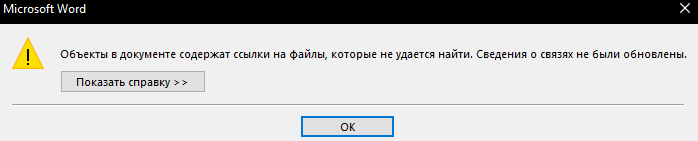 Microsoft Word
Объекты в документе содержат ссылки на файлы, которые не удается найти. Сведения о связях не были обновлены.
Показать справку >>
ОК